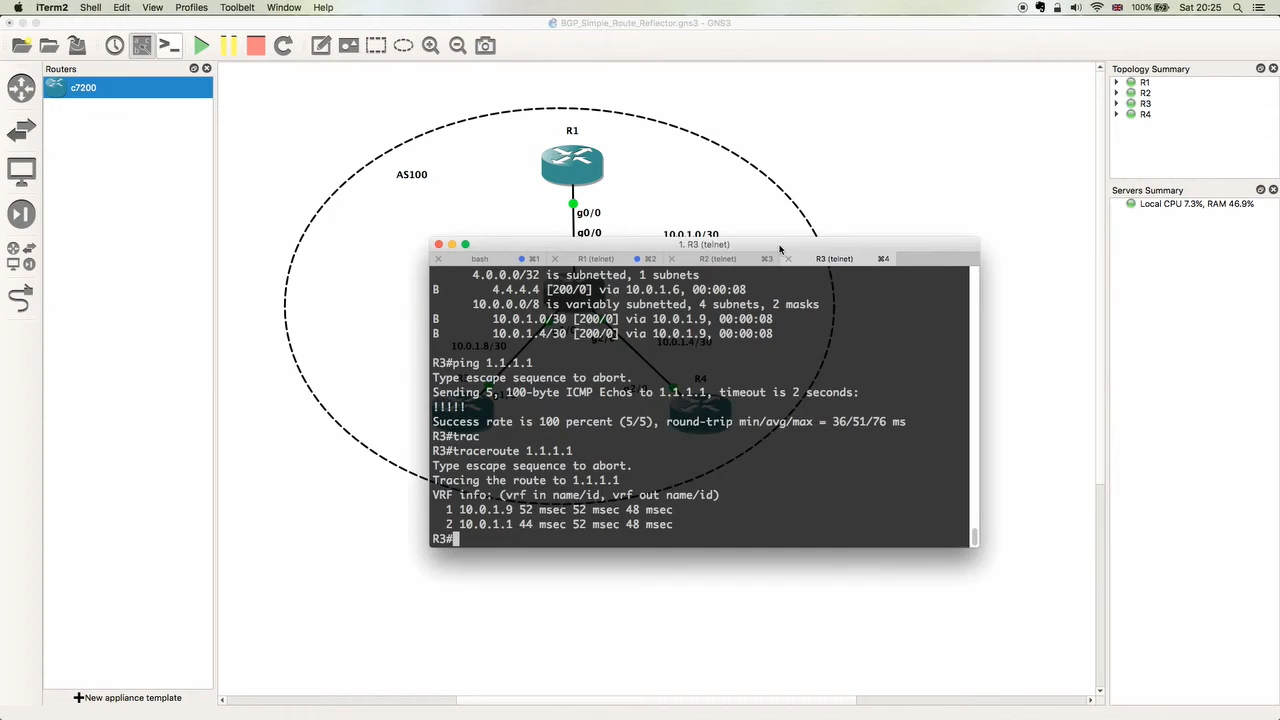 iTerm2 Shell Edit View Profiles Toolbelt Window Help
100% Sat 20:25
BGP_Simple_Route_Reflector.gns3 - GNS3
Routers
c7200
New appliance template
AS100
R1
g0/0
g0/0
10.0.1.0/30
1. R3 (telnet)
bash ⌘1 R1 (telnet) ⌘2 R2 (telnet) ⌘3 R3 (telnet) ⌘4
4.0.0.0/32 is subnetted, 1 subnets
B 4.4.4.4 [200/0] via 10.0.1.6, 00:00:08
10.0.0.0/8 is variably subnetted, 4 subnets, 2 masks
B 10.0.1.0/30 [200/0] via 10.0.1.9, 00:00:08
B 10.0.1.4/30 [200/0] via 10.0.1.9, 00:00:08
10.0.1.8/30
10.0.1.4/30
R4
R3#ping 1.1.1.1
Type escape sequence to abort.
Sending 5, 100-byte ICMP Echos to 1.1.1.1, timeout is 2 seconds:
!!!!!
Success rate is 100 percent (5/5), round-trip min/avg/max = 36/51/76 ms
R3#trac
R3#traceroute 1.1.1.1
Type escape sequence to abort.
Tracing the route to 1.1.1.1
VRF info: (vrf in name/id, vrf out name/id)
1 10.0.1.9 52 msec 52 msec 48 msec
2 10.0.1.1 44 msec 52 msec 48 msec
R3#
Topology Summary
R1
R2
R3
R4
Servers Summary
Local CPU 7.3%, RAM 46.9%